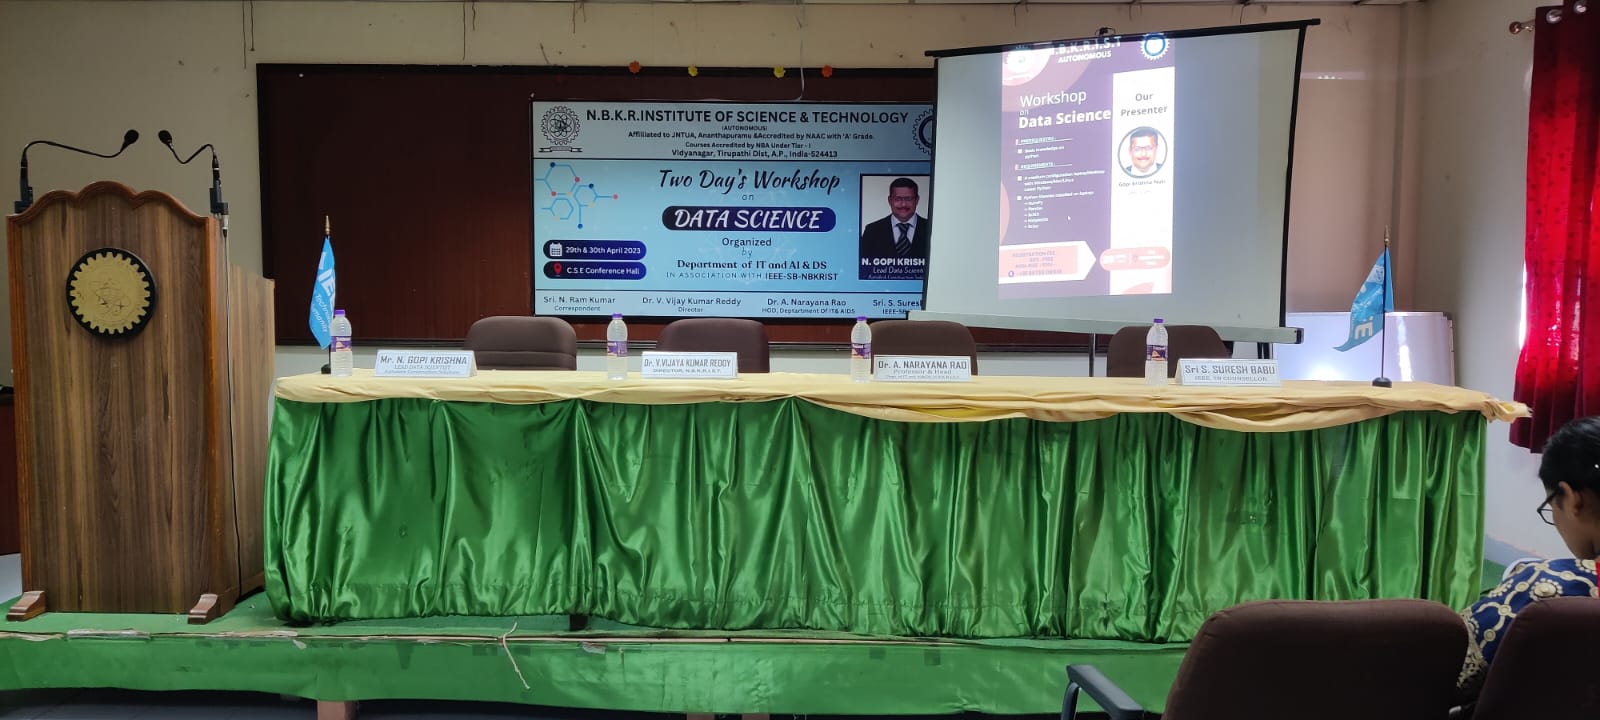 N.B.K.R.INSTITUTE OF SCIENCE & TECHNOLOGY
(AUTONOMOUS)
Affiliated to JNTUA, Ananthapuramu &Accredited by NAAC with 'A' Grade.
Courses Accredited by NBA Under Tier - I
Vidyanagar, Tirupathi Dist, A.P., India-524413
Two Day's Workshop
on
DATA SCIENCE
Organized
by
Department of IT and AI & DS
IN ASSOCIATION WITH IEEE-SB-NBKRIST
29th & 30th April 2023
C.S.E Conference Hall
N. GOPI KRISH
Lead Data Scien
Sri. N. Ram Kumar
Correspondent
Dr. V. Vijay Kumar Reddy
Director
Dr. A. Narayana Rao
HOD, Deptartment Of IT& AIDS
Sri. S. Sures
IEEE-SB
N.B.K.R.I.S.T
AUTONOMOUS
Workshop
on
Data Science
Our
Presenter
Mr. N. GOPI KRISHNA
LEAD DATA SCIENTIST
Dr. V.VIJAYA KUMAR REDDY
DIRECTOR, N.B.K.R.I.S.T.
Dr. A. NARAYANA RAO
Professor & Head
Sri S. SURESH BABU
IEEE, SB COUNSELLOR